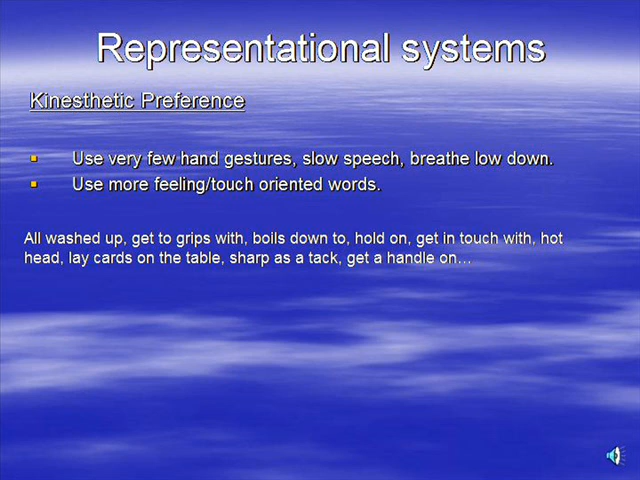 Representational systems
Kinesthetic Preference
Use very few hand gestures, slow speech, breathe low down.
Use more feeling/touch oriented words.
All washed up, get to grips with, boils down to, hold on, get in touch with, hot
head, lay cards on the table, sharp as a tack, get a handle on…